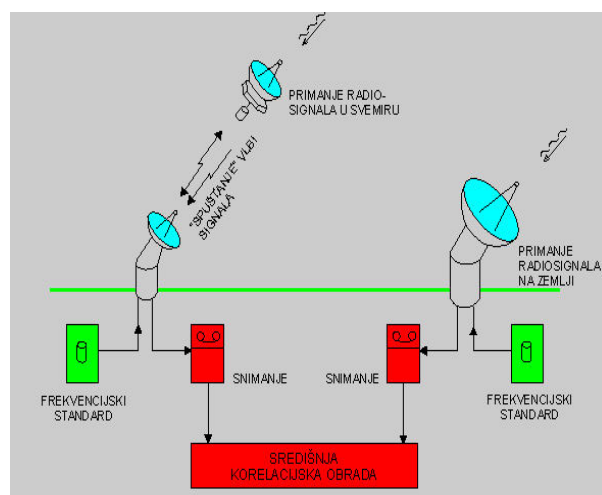 PRIMANJE RADIO-
SIGNALA U SVEMIRU
"SPUŠTANJE" VLBI
SIGNALA
PRIMANJE
RADIOSIGNALA
NA ZEMLJI
FREKVENCIJSKI
STANDARD
SNIMANJE
SNIMANJE
FREKVENCIJSKI
STANDARD
SREDIŠNJA
KORELACIJSKA OBRADA